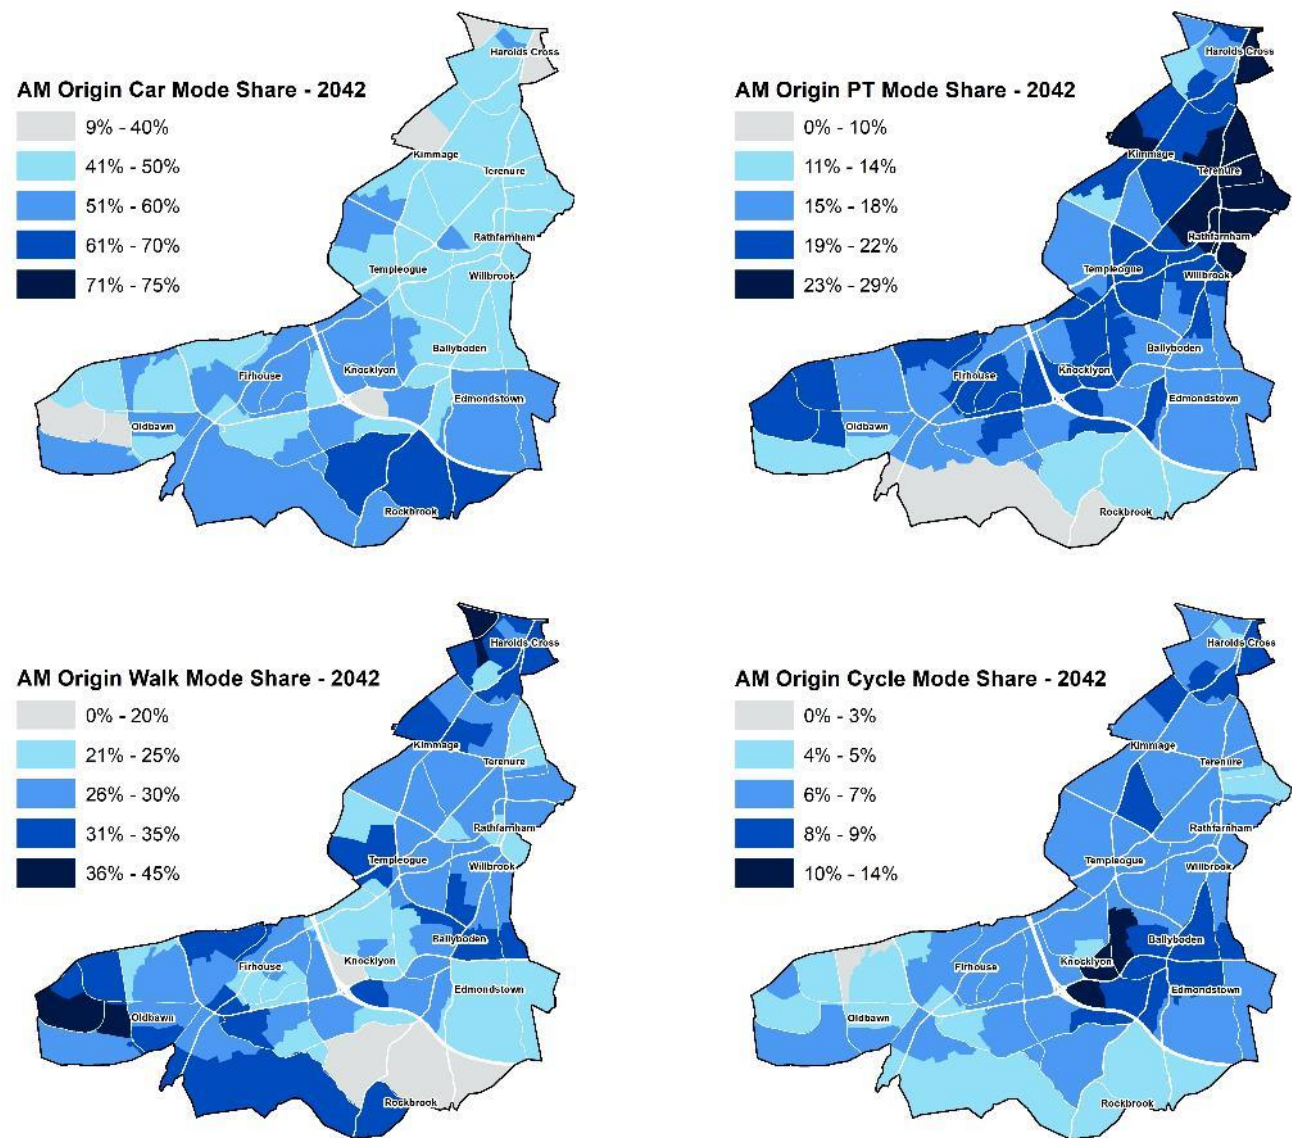 AM Origin Car Mode Share - 2042
9% - 40%
41% - 50%
51% - 60%
61% - 70%
71% - 75%
Harolds Cross
Kimmage
Terenure
Rathfarnham
Templeogue
Willbrook
Ballyboden
Firhouse
Knocklyon
Edmondstown
Oldbawn
Rockbrook
AM Origin PT Mode Share - 2042
0% - 10%
11% - 14%
15% - 18%
19% - 22%
23% - 29%
Harolds Cross
Kimmage
Terenure
Rathfarnham
Templeogue
Willbrook
Ballyboden
Firhouse
Knocklyon
Edmondstown
Oldbawn
Rockbrook
AM Origin Walk Mode Share - 2042
0% - 20%
21% - 25%
26% - 30%
31% - 35%
36% - 45%
Harolds Cross
Kimmage
Terenure
Rathfarnham
Templeogue
Willbrook
Ballyboden
Firhouse
Knocklyon
Edmondstown
Oldbawn
Rockbrook
AM Origin Cycle Mode Share - 2042
0% - 3%
4% - 5%
6% - 7%
8% - 9%
10% - 14%
Harolds Cross
Kimmage
Terenure
Rathfarnham
Templeogue
Willbrook
Ballyboden
Firhouse
Knocklyon
Edmondstown
Oldbawn
Rockbrook